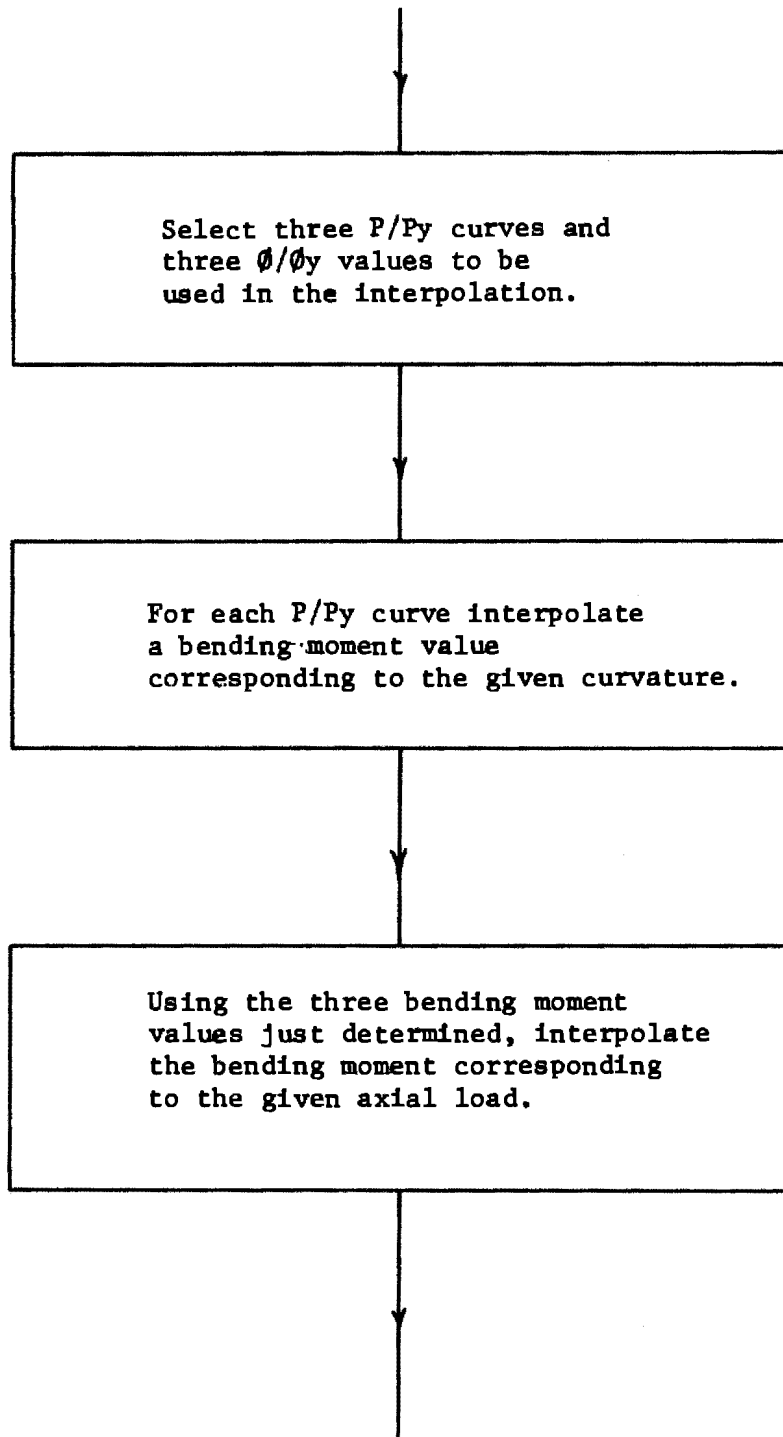 Select three P/Py curves and
three Ø/Øy values to be
used in the interpolation.
For each P/Py curve interpolate
a bending moment value
corresponding to the given curvature.
Using the three bending moment
values just determined, interpolate
the bending moment corresponding
to the given axial load.